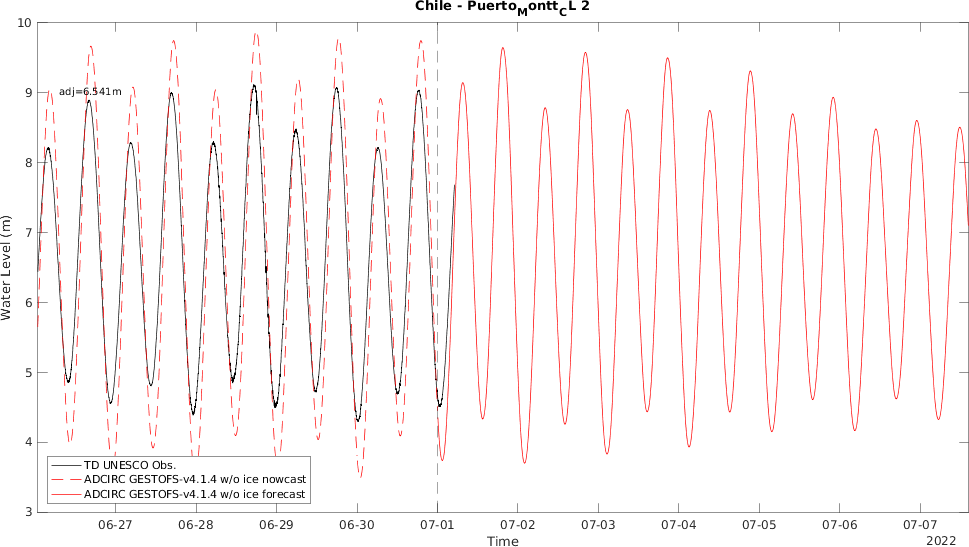 Chile - PuertoMonttCL 2
Water Level (m)
10
9
8
7
6
5
4
3
adj=6.541m
TD UNESCO Obs.
ADCIRC GESTOFS-v4.1.4 w/o ice nowcast
ADCIRC GESTOFS-v4.1.4 w/o ice forecast
06-27 06-28 06-29 06-30 07-01 07-02 07-03 07-04 07-05 07-06 07-07
Time
2022